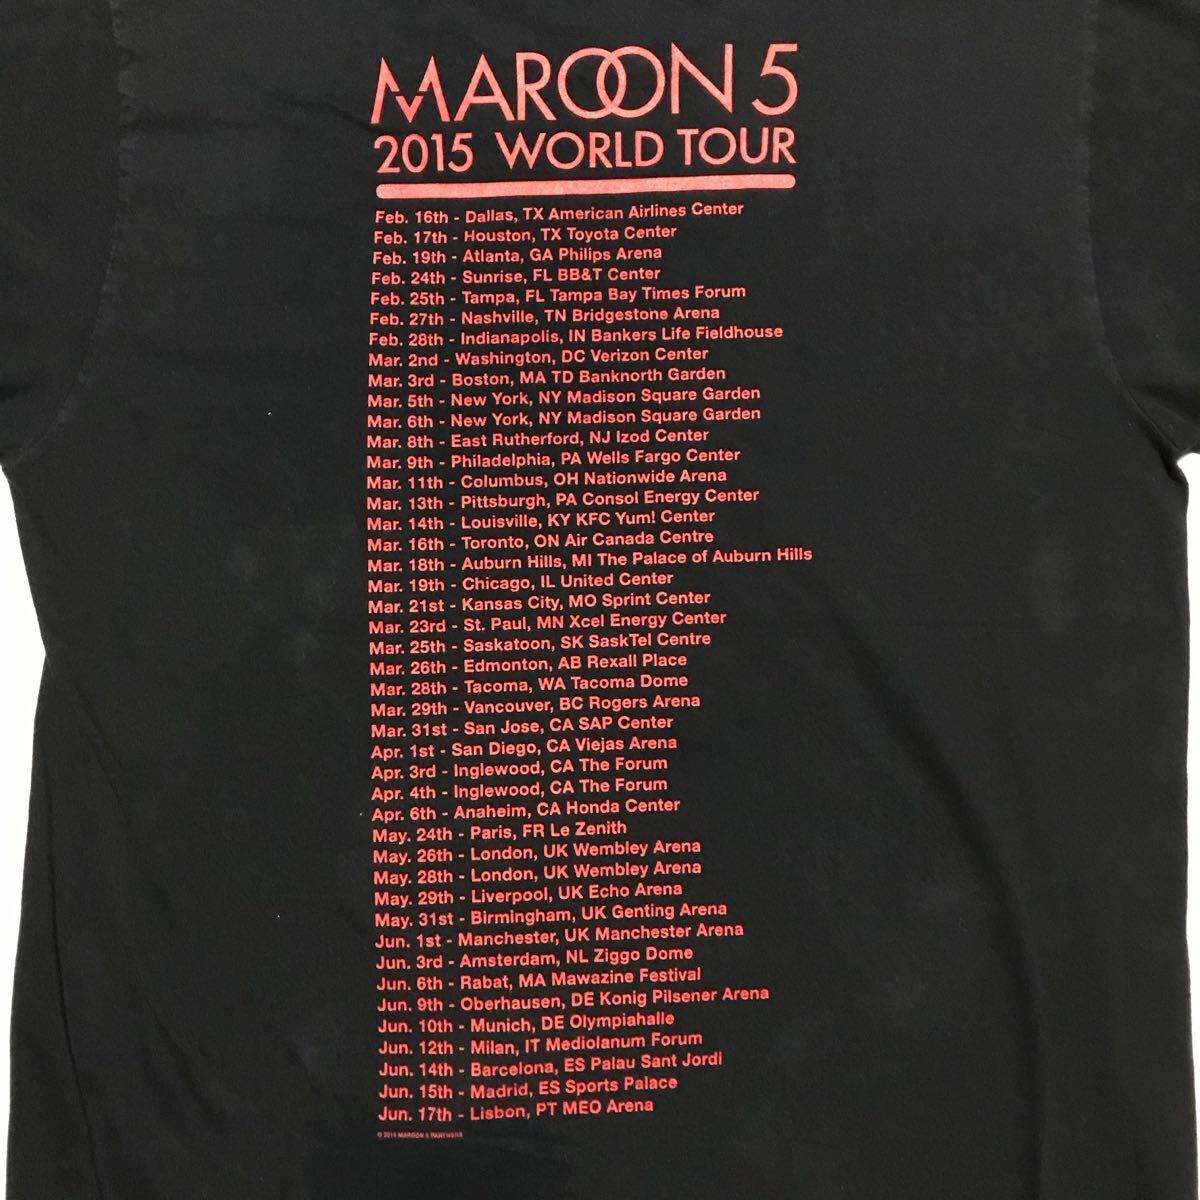 MAROON 5
2015 WORLD TOUR
Feb. 16th - Dallas, TX American Airlines Center
Feb. 17th - Houston, TX Toyota Center
Feb. 19th - Atlanta, GA Philips Arena
Feb. 24th - Sunrise, FL BB&T Center
Feb. 25th - Tampa, FL Tampa Bay Times Forum
Feb. 27th - Nashville, TN Bridgestone Arena
Feb. 28th - Indianapolis, IN Bankers Life Fieldhouse
Mar. 2nd - Washington, DC Verizon Center
Mar. 3rd - Boston, MA TD Banknorth Garden
Mar. 5th - New York, NY Madison Square Garden
Mar. 6th - New York, NY Madison Square Garden
Mar. 8th - East Rutherford, NJ Izod Center
Mar. 9th - Philadelphia, PA Wells Fargo Center
Mar. 11th - Columbus, OH Nationwide Arena
Mar. 13th - Pittsburgh, PA Consol Energy Center
Mar. 14th - Louisville, KY KFC Yum! Center
Mar. 16th - Toronto, ON Air Canada Centre
Mar. 18th - Auburn Hills, MI The Palace of Auburn Hills
Mar. 19th - Chicago, IL United Center
Mar. 21st - Kansas City, MO Sprint Center
Mar. 23rd - St. Paul, MN Xcel Energy Center
Mar. 25th - Saskatoon, SK SaskTel Centre
Mar. 26th - Edmonton, AB Rexall Place
Mar. 28th - Tacoma, WA Tacoma Dome
Mar. 29th - Vancouver, BC Rogers Arena
Mar. 31st - San Jose, CA SAP Center
Apr. 1st - San Diego, CA Viejas Arena
Apr. 3rd - Inglewood, CA The Forum
Apr. 4th - Inglewood, CA The Forum
Apr. 6th - Anaheim, CA Honda Center
May. 24th - Paris, FR Le Zenith
May. 26th - London, UK Wembley Arena
May. 28th - London, UK Wembley Arena
May. 29th - Liverpool, UK Echo Arena
May. 31st - Birmingham, UK Genting Arena
Jun. 1st - Manchester, UK Manchester Arena
Jun. 3rd - Amsterdam, NL Ziggo Dome
Jun. 6th - Rabat, MA Mawazine Festival
Jun. 9th - Oberhausen, DE Konig Pilsener Arena
Jun. 10th - Munich, DE Olympiahalle
Jun. 12th - Milan, IT Mediolanum Forum
Jun. 14th - Barcelona, ES Palau Sant Jordi
Jun. 15th - Madrid, ES Sports Palace
Jun. 17th - Lisbon, PT MEO Arena
© 2015 MAROON 5 PARTNERS